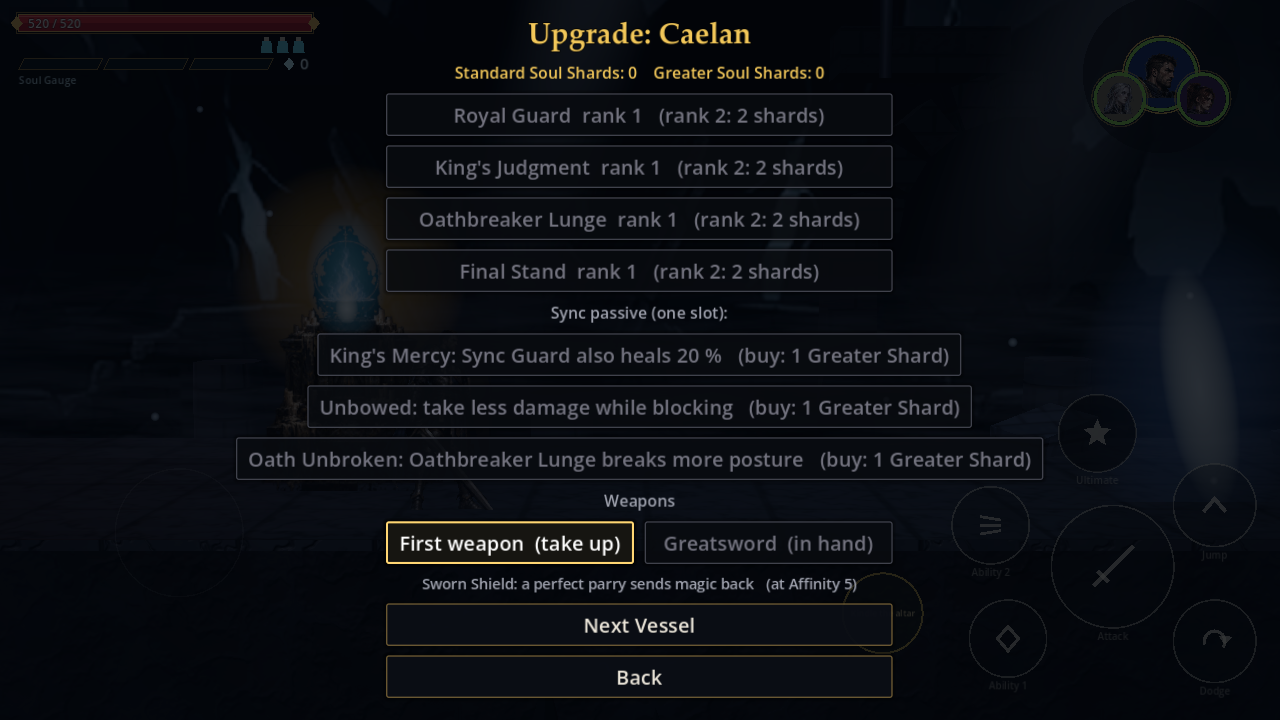 520 / 520
0
Soul Gauge
Upgrade: Caelan
Standard Soul Shards: 0 Greater Soul Shards: 0
Royal Guard rank 1 (rank 2: 2 shards)
King's Judgment rank 1 (rank 2: 2 shards)
Oathbreaker Lunge rank 1 (rank 2: 2 shards)
Final Stand rank 1 (rank 2: 2 shards)
Sync passive (one slot):
King's Mercy: Sync Guard also heals 20 % (buy: 1 Greater Shard)
Unbowed: take less damage while blocking (buy: 1 Greater Shard)
Oath Unbroken: Oathbreaker Lunge breaks more posture (buy: 1 Greater Shard)
Weapons
First weapon (take up)
Greatsword (in hand)
Sworn Shield: a perfect parry sends magic back (at Affinity 5)
Next Vessel
Back
Ultimate
Ability 2
Jump
altar
Attack
Ability 1
Dodge